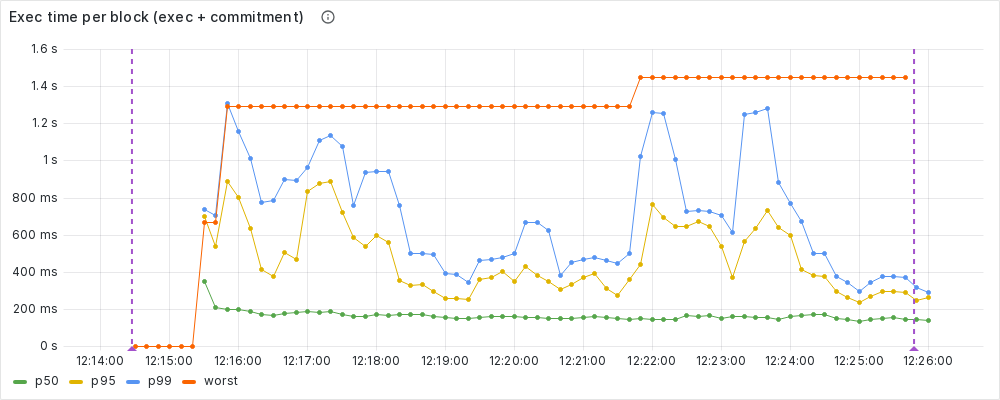 Exec time per block (exec + commitment)
1.6 s
1.4 s
1.2 s
1 s
800 ms
600 ms
400 ms
200 ms
0 s
12:14:00 12:15:00 12:16:00 12:17:00 12:18:00 12:19:00 12:20:00 12:21:00 12:22:00 12:23:00 12:24:00 12:25:00 12:26:00
p50 p95 p99 worst